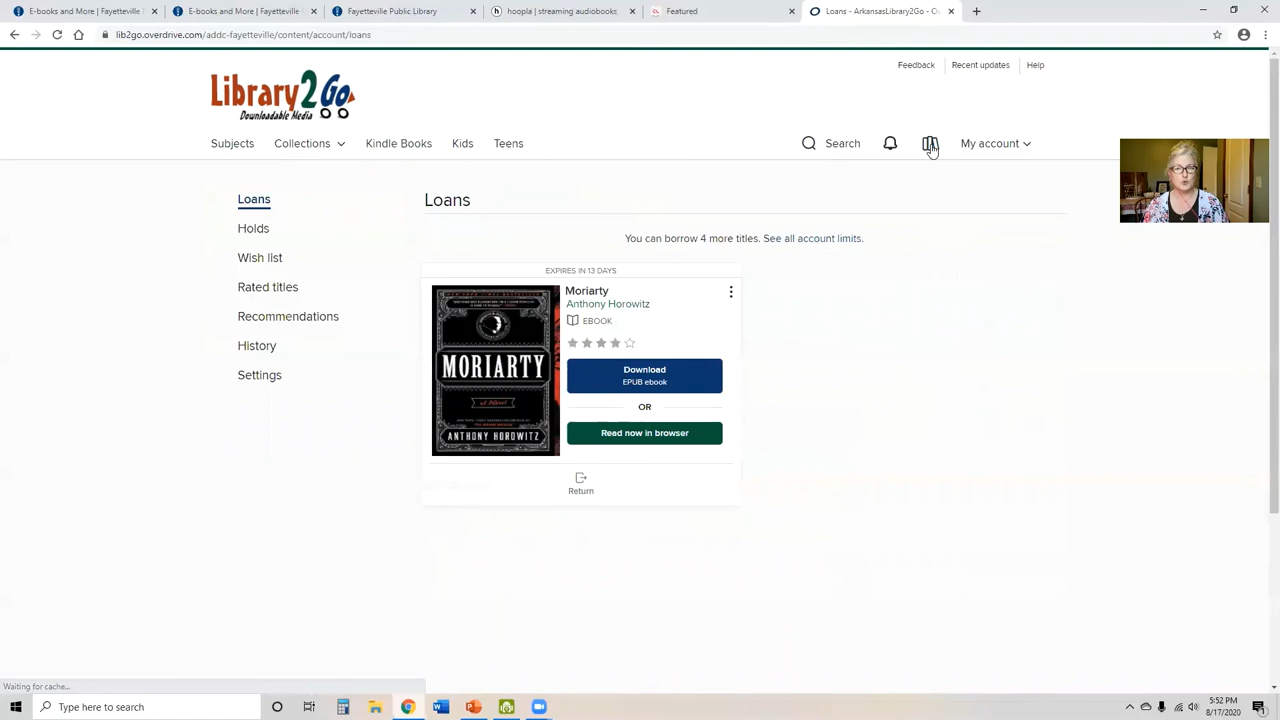 E-books and More | Fayetteville P
E-books and More | Fayetteville P
Fayetteville Public Library
hoopla | streaming audiobooks,
Featured
Loans - ArkansasLibrary2Go - O
lib2go.overdrive.com/addc-fayetteville/content/account/loans
Feedback
Recent updates
Help
Library2Go
Downloadable Media
Subjects
Collections
Kindle Books
Kids
Teens
Search
My account
Loans
Holds
Wish list
Rated titles
Recommendations
History
Settings
Loans
You can borrow 4 more titles. See all account limits.
EXPIRES IN 13 DAYS
MORIARTY
A Novel
ANTHONY HOROWITZ
Moriarty
Anthony Horowitz
EBOOK
Download
EPUB ebook
OR
Read now in browser
Return
Waiting for cache...
Type here to search
5:52 PM
8/17/2020